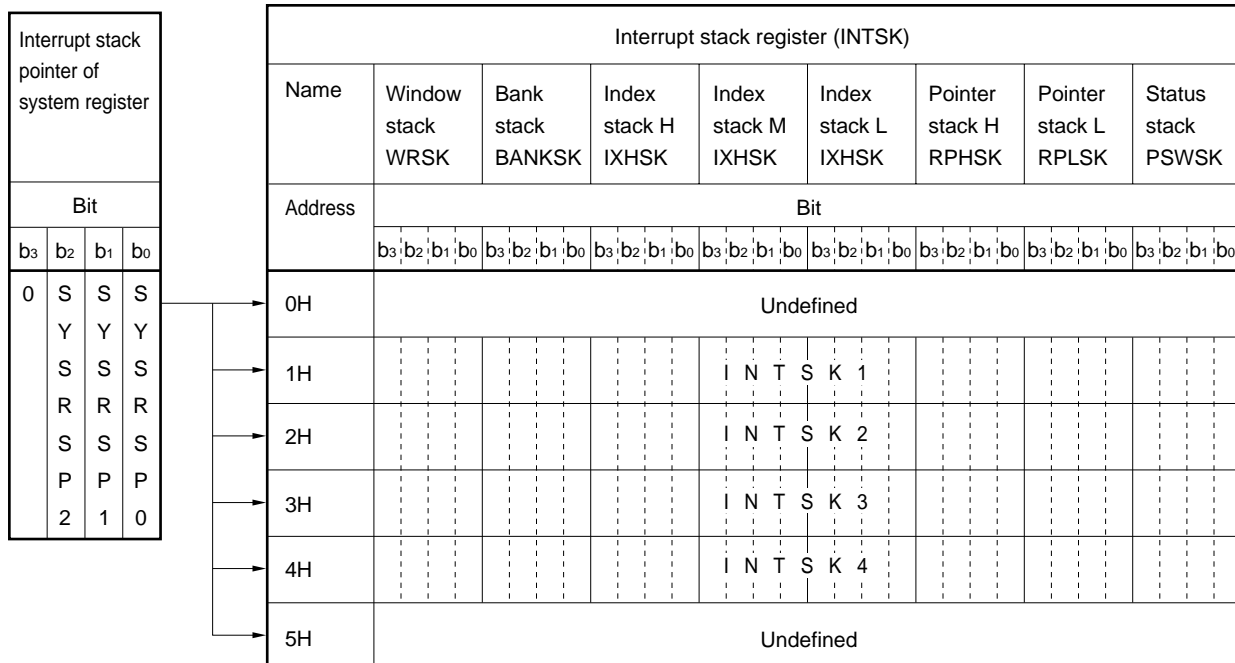 Interrupt stack
pointer of
system register
Bit
b3 b2 b1 b0
0 S S S
Y Y Y
S S S
R R R
S S S
P P P
2 1 0
Interrupt stack register (INTSK)
Name
Window
stack
WRSK
Bank
stack
BANKSK
Index
stack H
IXHSK
Index
stack M
IXHSK
Index
stack L
IXHSK
Pointer
stack H
RPHSK
Pointer
stack L
RPLSK
Status
stack
PSWSK
Address
Bit
b3 b2 b1 b0 b3 b2 b1 b0 b3 b2 b1 b0 b3 b2 b1 b0 b3 b2 b1 b0 b3 b2 b1 b0 b3 b2 b1 b0 b3 b2 b1 b0
0H Undefined
1H I N T S K 1
2H I N T S K 2
3H I N T S K 3
4H I N T S K 4
5H Undefined